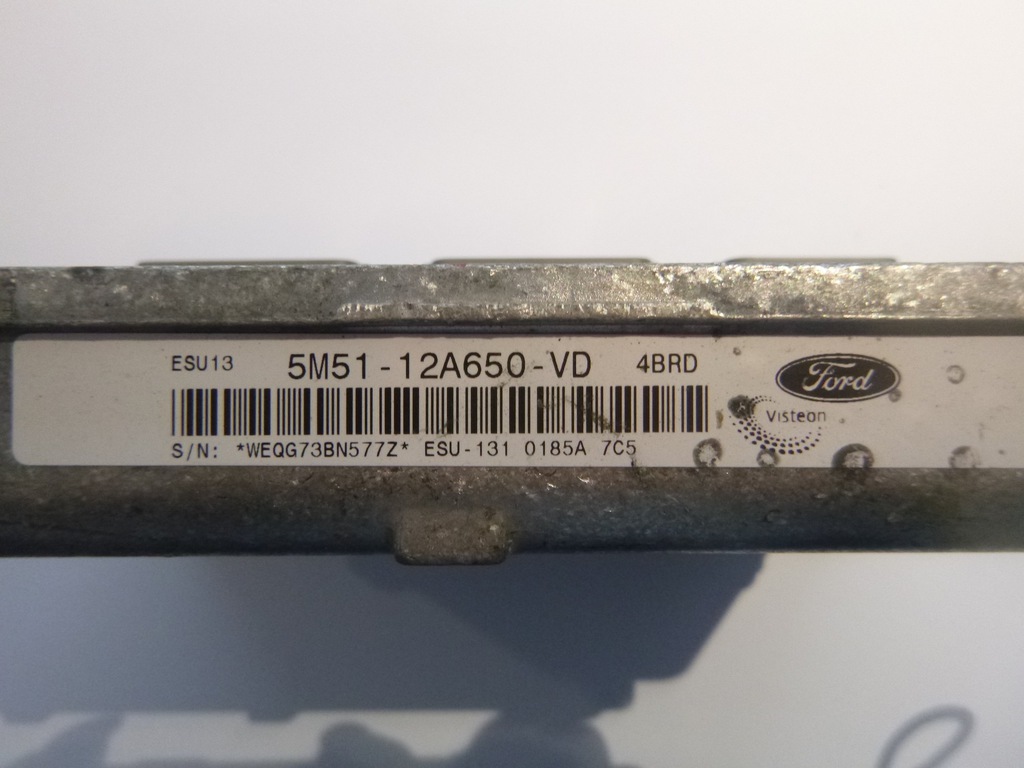 ESU13 5M51-12A650-VD 4BRD
Ford
Visteon
S/N: *WEQG73BN577Z* ESU-131 0185A 7C5